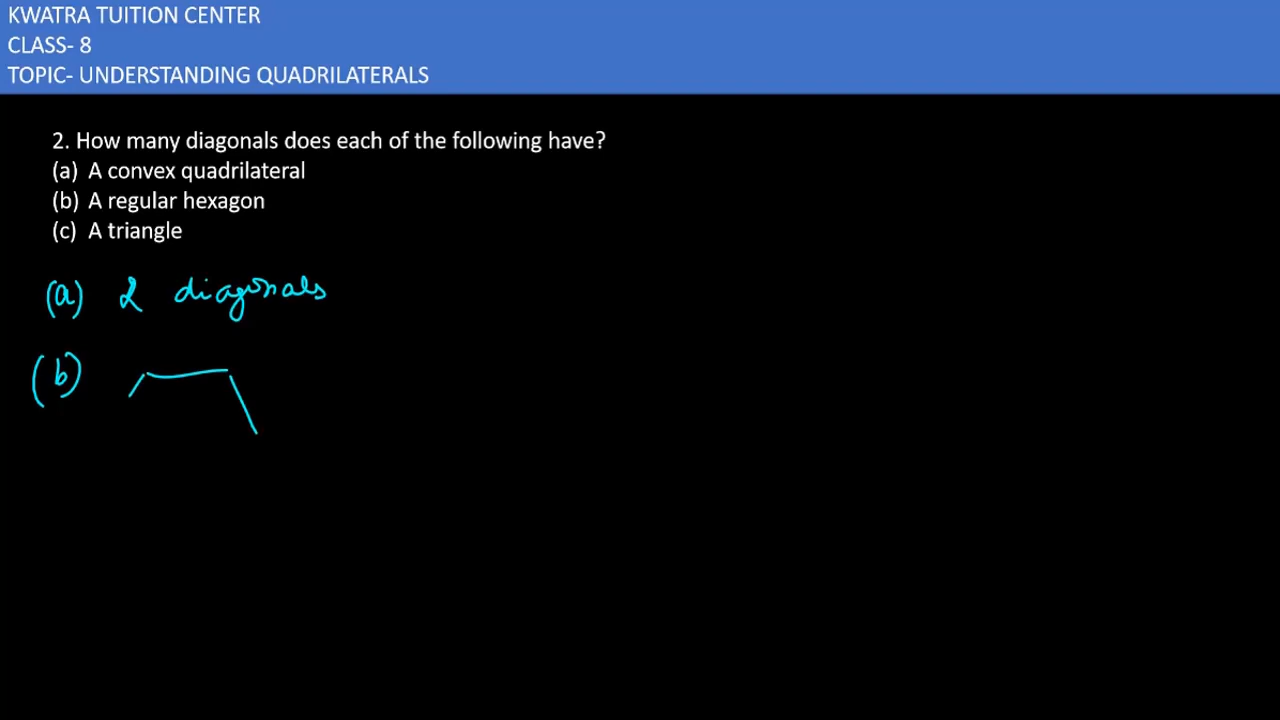 KWATRA TUITION CENTER
CLASS- 8
TOPIC- UNDERSTANDING QUADRILATERALS
2. How many diagonals does each of the following have?
(a) A convex quadrilateral
(b) A regular hexagon
(c) A triangle
(a) 2 diagonals
(b)